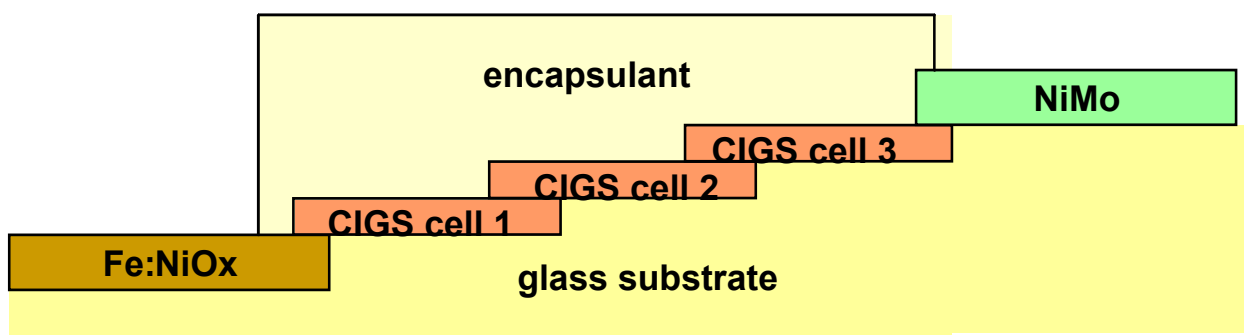 encapsulant
NiMo
CIGS cell 3
CIGS cell 2
CIGS cell 1
Fe:NiOx
glass substrate